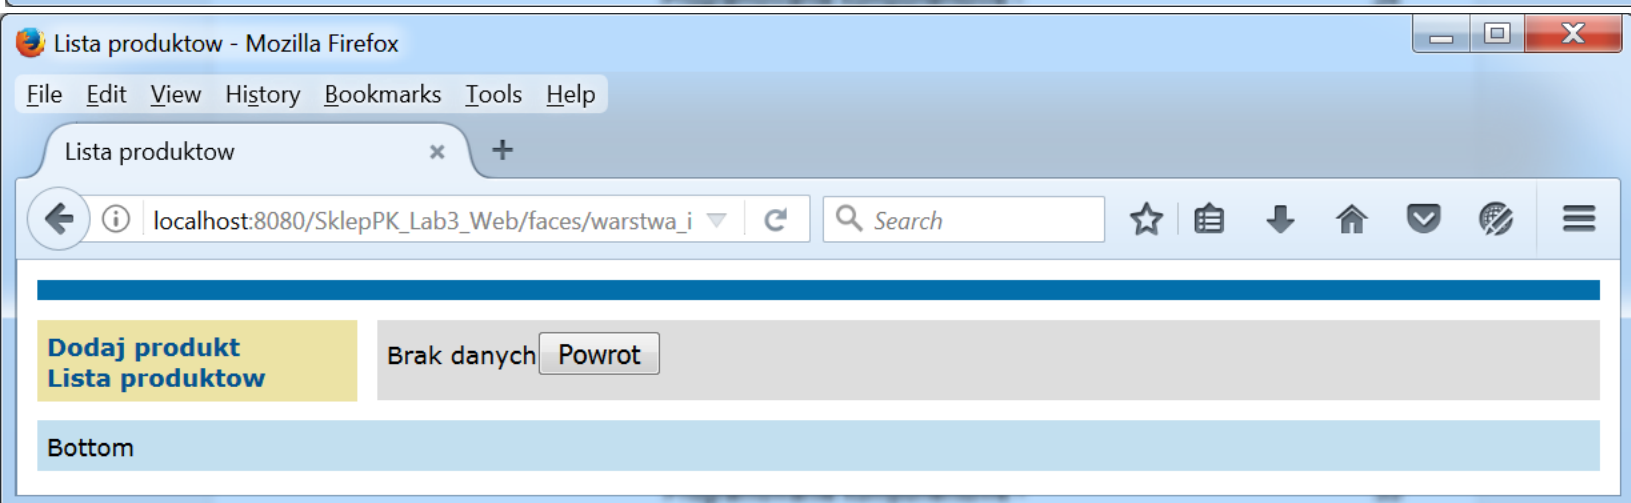 Lista produktow - Mozilla Firefox
File Edit View History Bookmarks Tools Help
Lista produktow
localhost:8080/SklepPK_Lab3_Web/faces/warstwa_i
Search
Dodaj produkt
Lista produktow
Brak danych Powrot
Bottom